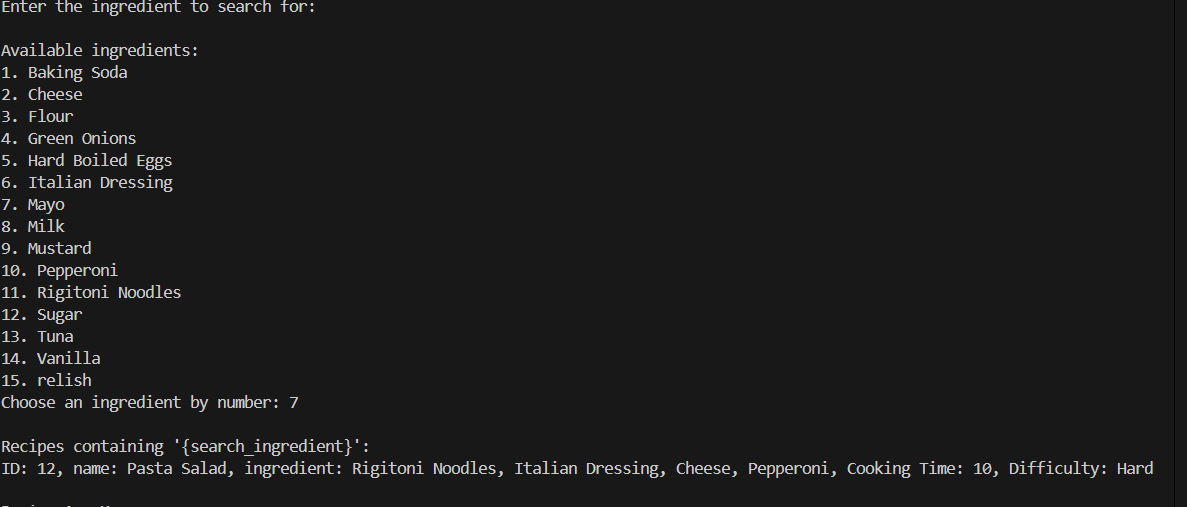 Enter the ingredient to search for:
Available ingredients:
1. Baking Soda
2. Cheese
3. Flour
4. Green Onions
5. Hard Boiled Eggs
6. Italian Dressing
7. Mayo
8. Milk
9. Mustard
10. Pepperoni
11. Rigitoni Noodles
12. Sugar
13. Tuna
14. Vanilla
15. relish
Choose an ingredient by number: 7
Recipes containing '{search_ingredient}':
ID: 12, name: Pasta Salad, ingredient: Rigitoni Noodles, Italian Dressing, Cheese, Pepperoni, Cooking Time: 10, Difficulty: Hard